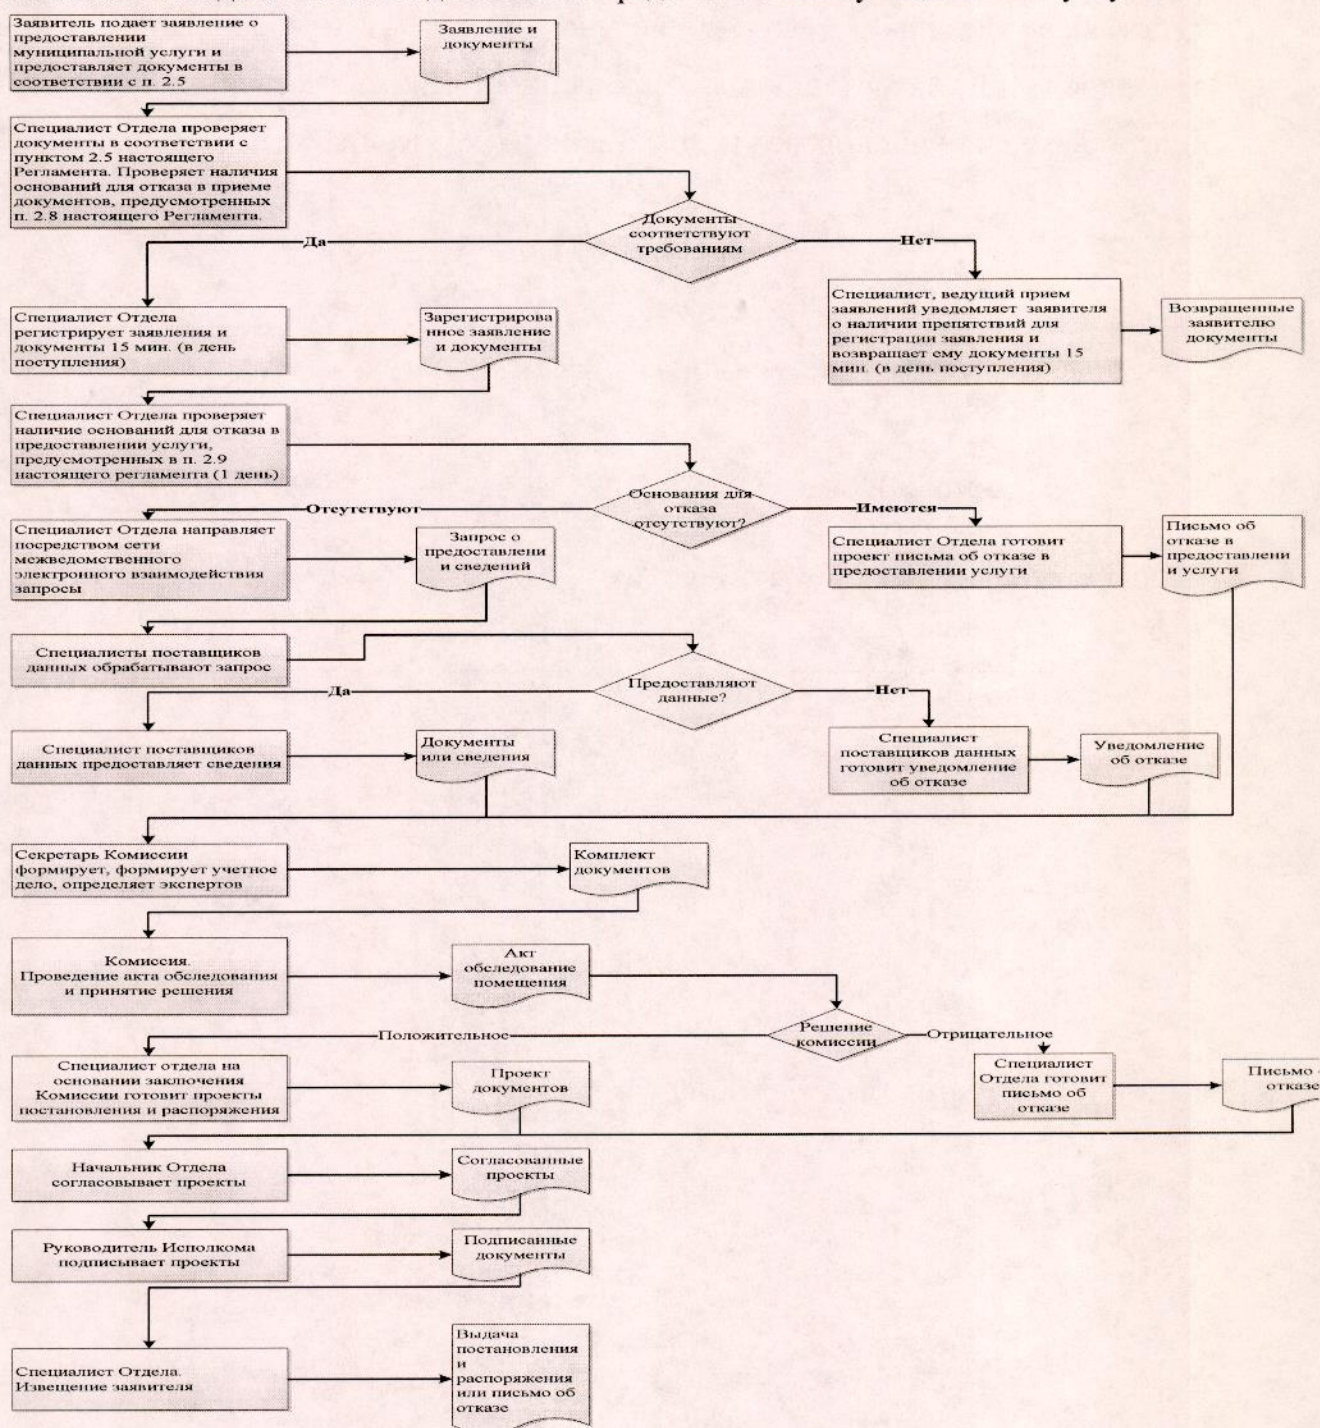 Заявитель подает заявление о
предоставлении
муниципальной услуги и
предоставляет документы в
соответствии с п. 2.5
Заявление и
документы
Специалист Отдела проверяет
документы в соответствии с
пунктом 2.5 настоящего
Регламента. Проверяет наличия
оснований для отказа в приеме
документов, предусмотренных
п. 2.8 настоящего Регламента.
Документы
соответствуют
требованиям
Да
Нет
Специалист Отдела
регистрирует заявления и
документы 15 мин. (в день
поступления)
Зарегистрирова
нное заявление
и документы
Специалист, ведущий прием
заявлений уведомляет заявителя
о наличии препятствий для
регистрации заявления и
возвращает ему документы 15
мин. (в день поступления)
Возвращенные
заявителю
документы
Специалист Отдела проверяет
наличие оснований для отказа в
предоставлении услуги,
предусмотренных в п. 2.9
настоящего регламента (1 день)
Основания для
отказа
отсутствуют?
Отсутствуют
Имеются
Специалист Отдела направляет
посредством сети
межведомственного
электронного взаимодействия
запросы
Запрос о
предоставлени
и сведений
Специалист Отдела готовит
проект письма об отказе в
предоставлении услуги
Письмо об
отказе в
предоставлени
и услуги
Специалисты поставщиков
данных обрабатывают запрос
Предоставляют
данные?
Да
Нет
Специалист поставщиков
данных предоставляет сведения
Документы
или сведения
Специалист
поставщиков данных
готовит уведомление
об отказе
Уведомление
об отказе
Секретарь Комиссии
формирует, формирует учетное
дело, определяет экспертов
Комплект
документов
Комиссия.
Проведение акта обследования
и принятие решения
Акт
обследование
помещения
Решение
комиссии
Положительное
Отрицательное
Специалист отдела на
основании заключения
Комиссии готовит проекты
постановления и распоряжения
Проект
документов
Специалист
Отдела готовит
письмо об
отказе
Письмо о
отказе
Начальник Отдела
согласовывает проекты
Согласованные
проекты
Руководитель Исполкома
подписывает проекты
Подписанные
документы
Специалист Отдела.
Извещение заявителя
Выдача
постановления
и
распоряжения
или письмо об
отказе